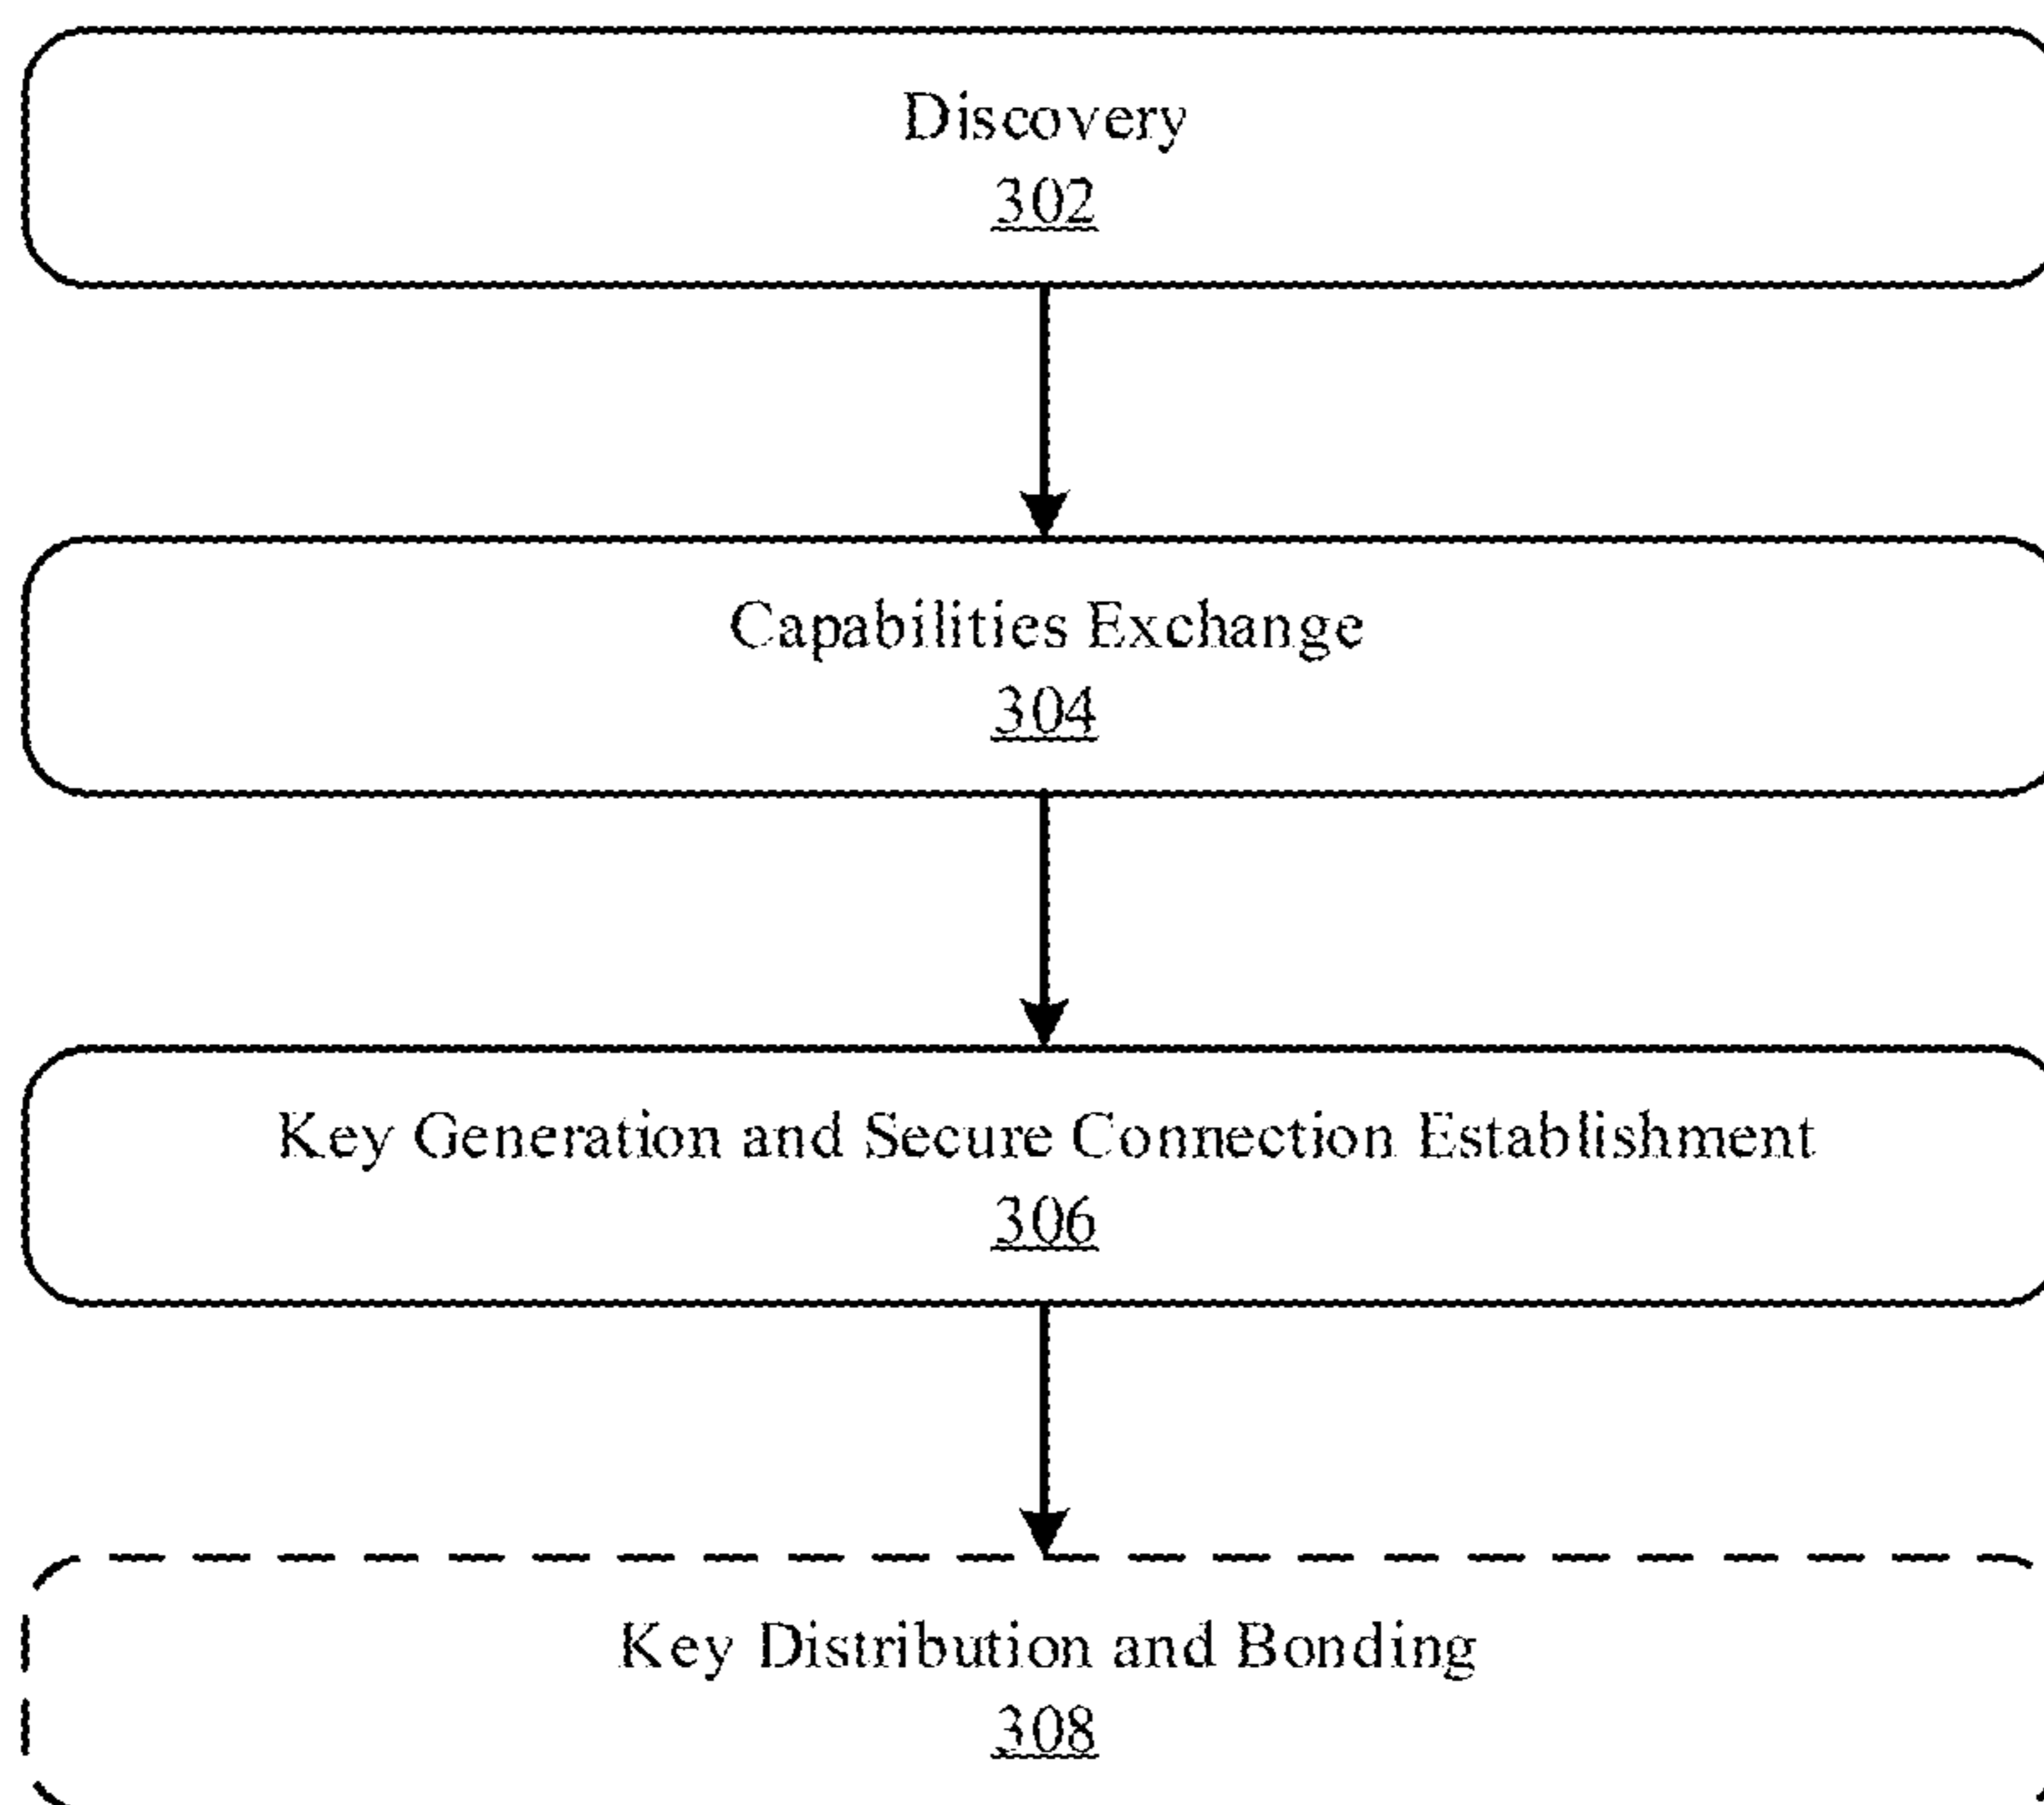 Discovery
302
Capabilities Exchange
304
Key Generation and Secure Connection Establishment
306
Key Distribution and Bonding
308